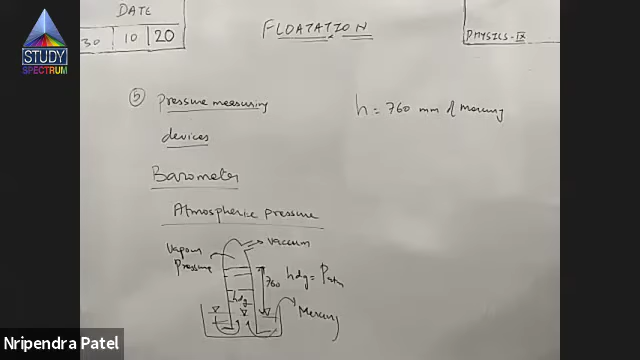 DATE
30 10 20
FLOATATION
PHYSICS-IX
STUDY
SPECTRUM
⑤ Pressure measuring
devices
h = 760 mm of mercury
Barometer
Atmospheric pressure
Vapour
Pressure
Vaccum
760
hdg = Patm
hdg
Mercury
Nripendra Patel